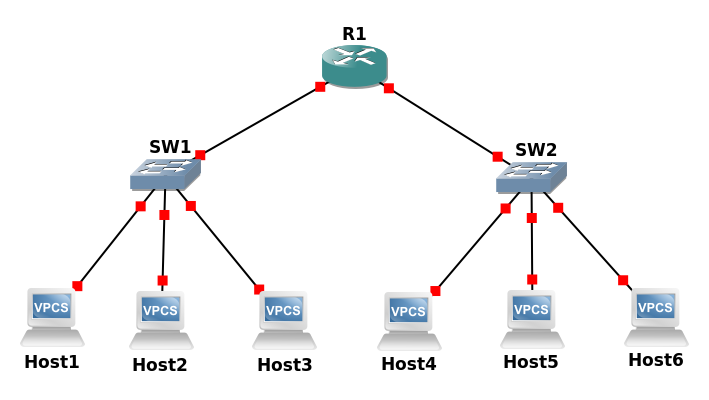 R1
SW1
SW2
VPCS
VPCS
VPCS
VPCS
VPCS
VPCS
Host1
Host2
Host3
Host4
Host5
Host6